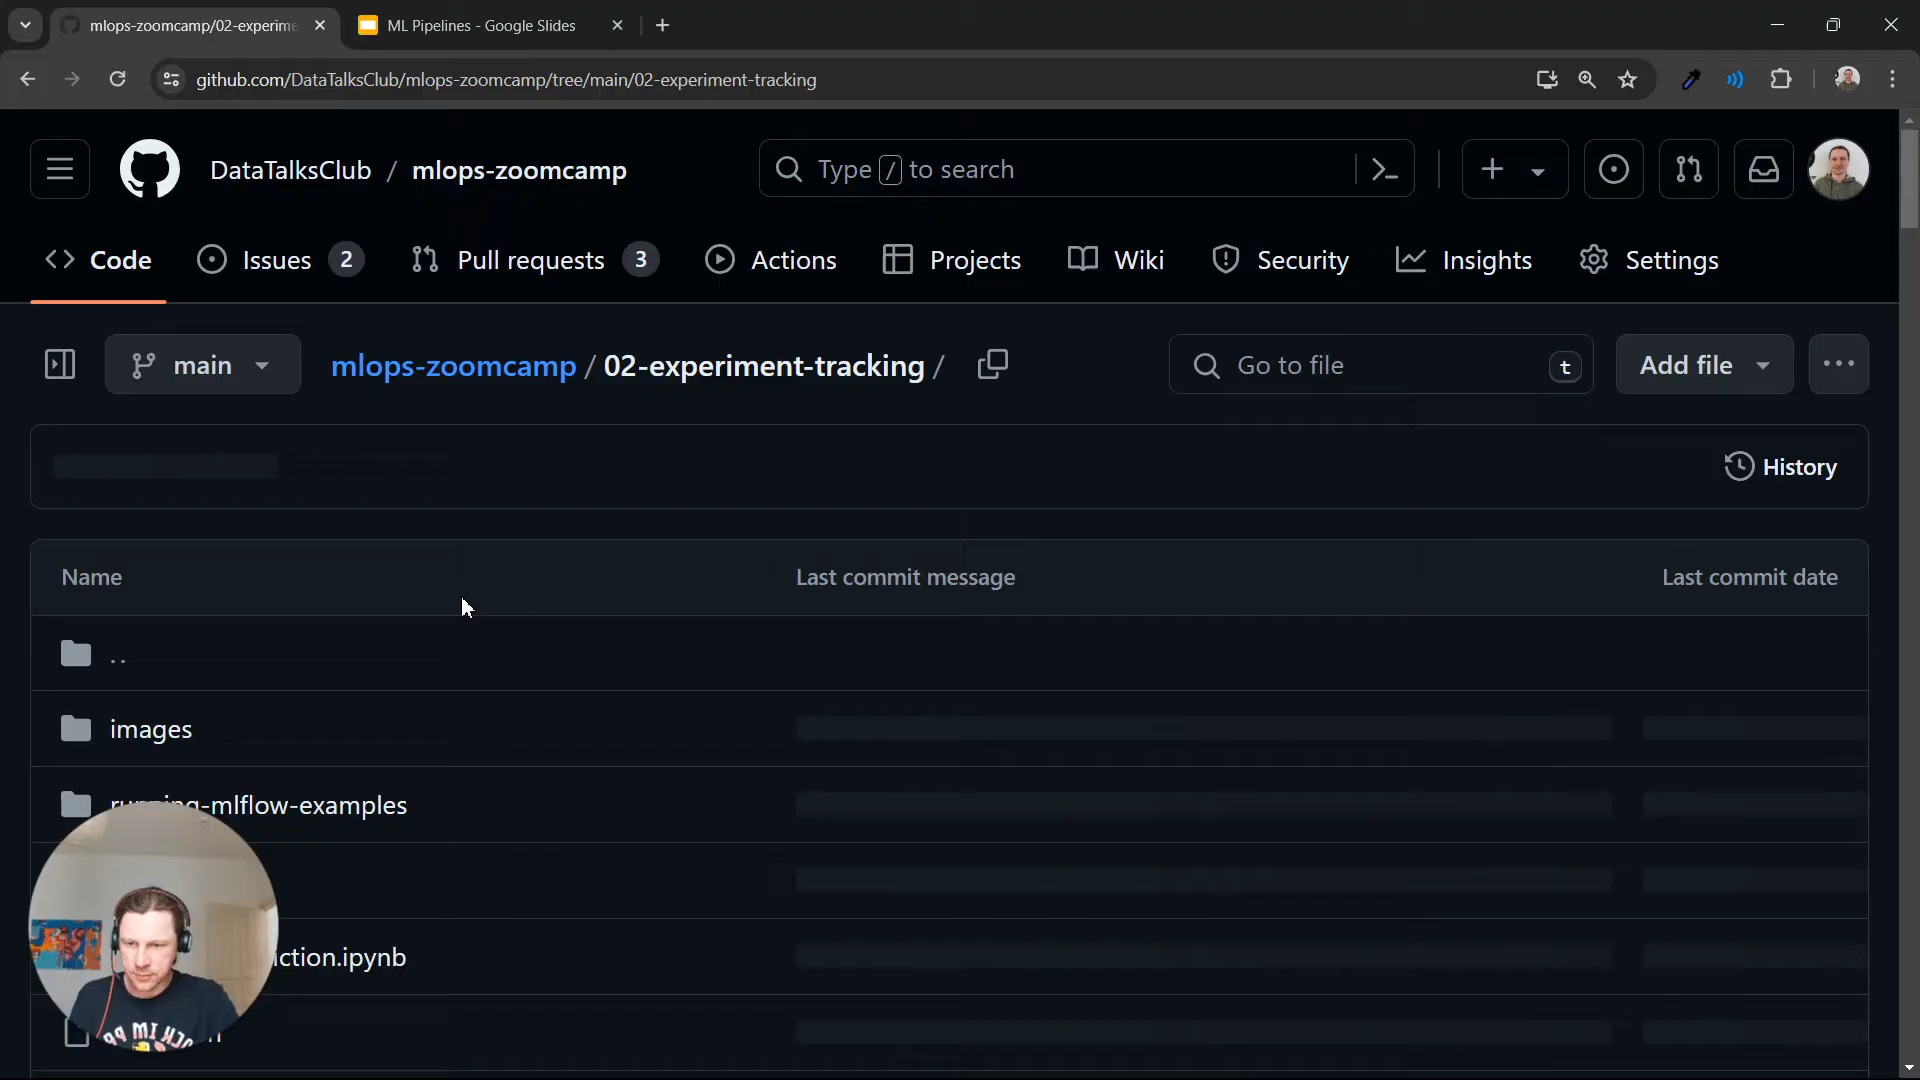 mlops-zoomcamp/02-experime
ML Pipelines - Google Slides
github.com/DataTalksClub/mlops-zoomcamp/tree/main/02-experiment-tracking
DataTalksClub / mlops-zoomcamp
Type / to search
Code
Issues 2
Pull requests 3
Actions
Projects
Wiki
Security
Insights
Settings
main
mlops-zoomcamp / 02-experiment-tracking /
Go to file
t
Add file
History
Name
Last commit message
Last commit date
..
images
running-mlflow-examples
iction.ipynb